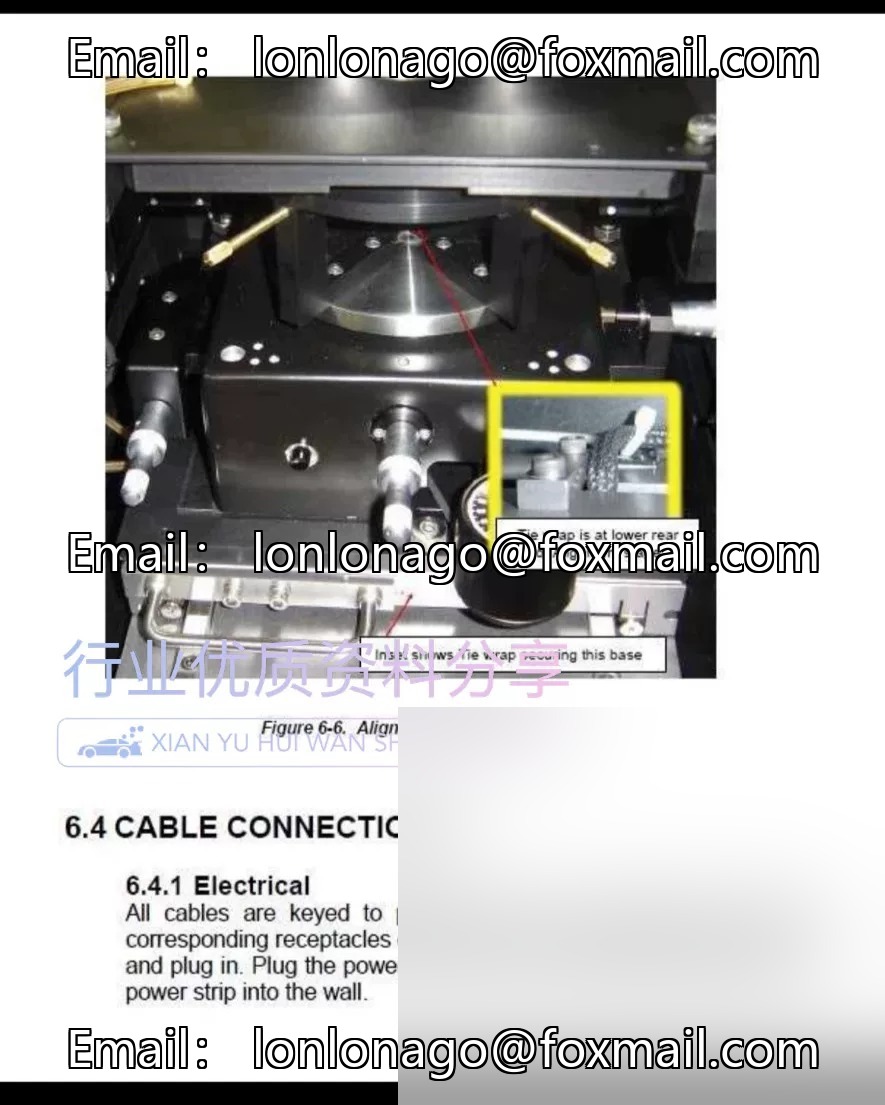 Email： lonlonago@foxmail.com
Tie wrap is at lower rear
Email： lonlonago@foxmail.com
Inset shows Tie wrap securing this base
行业优质资料分享
Figure 6-6. Align
XIAN YU HUI WAN SH
6.4 CABLE CONNECTIO
6.4.1 Electrical
All cables are keyed to
corresponding receptacles
and plug in. Plug the powe
power strip into the wall.
Email： lonlonago@foxmail.com